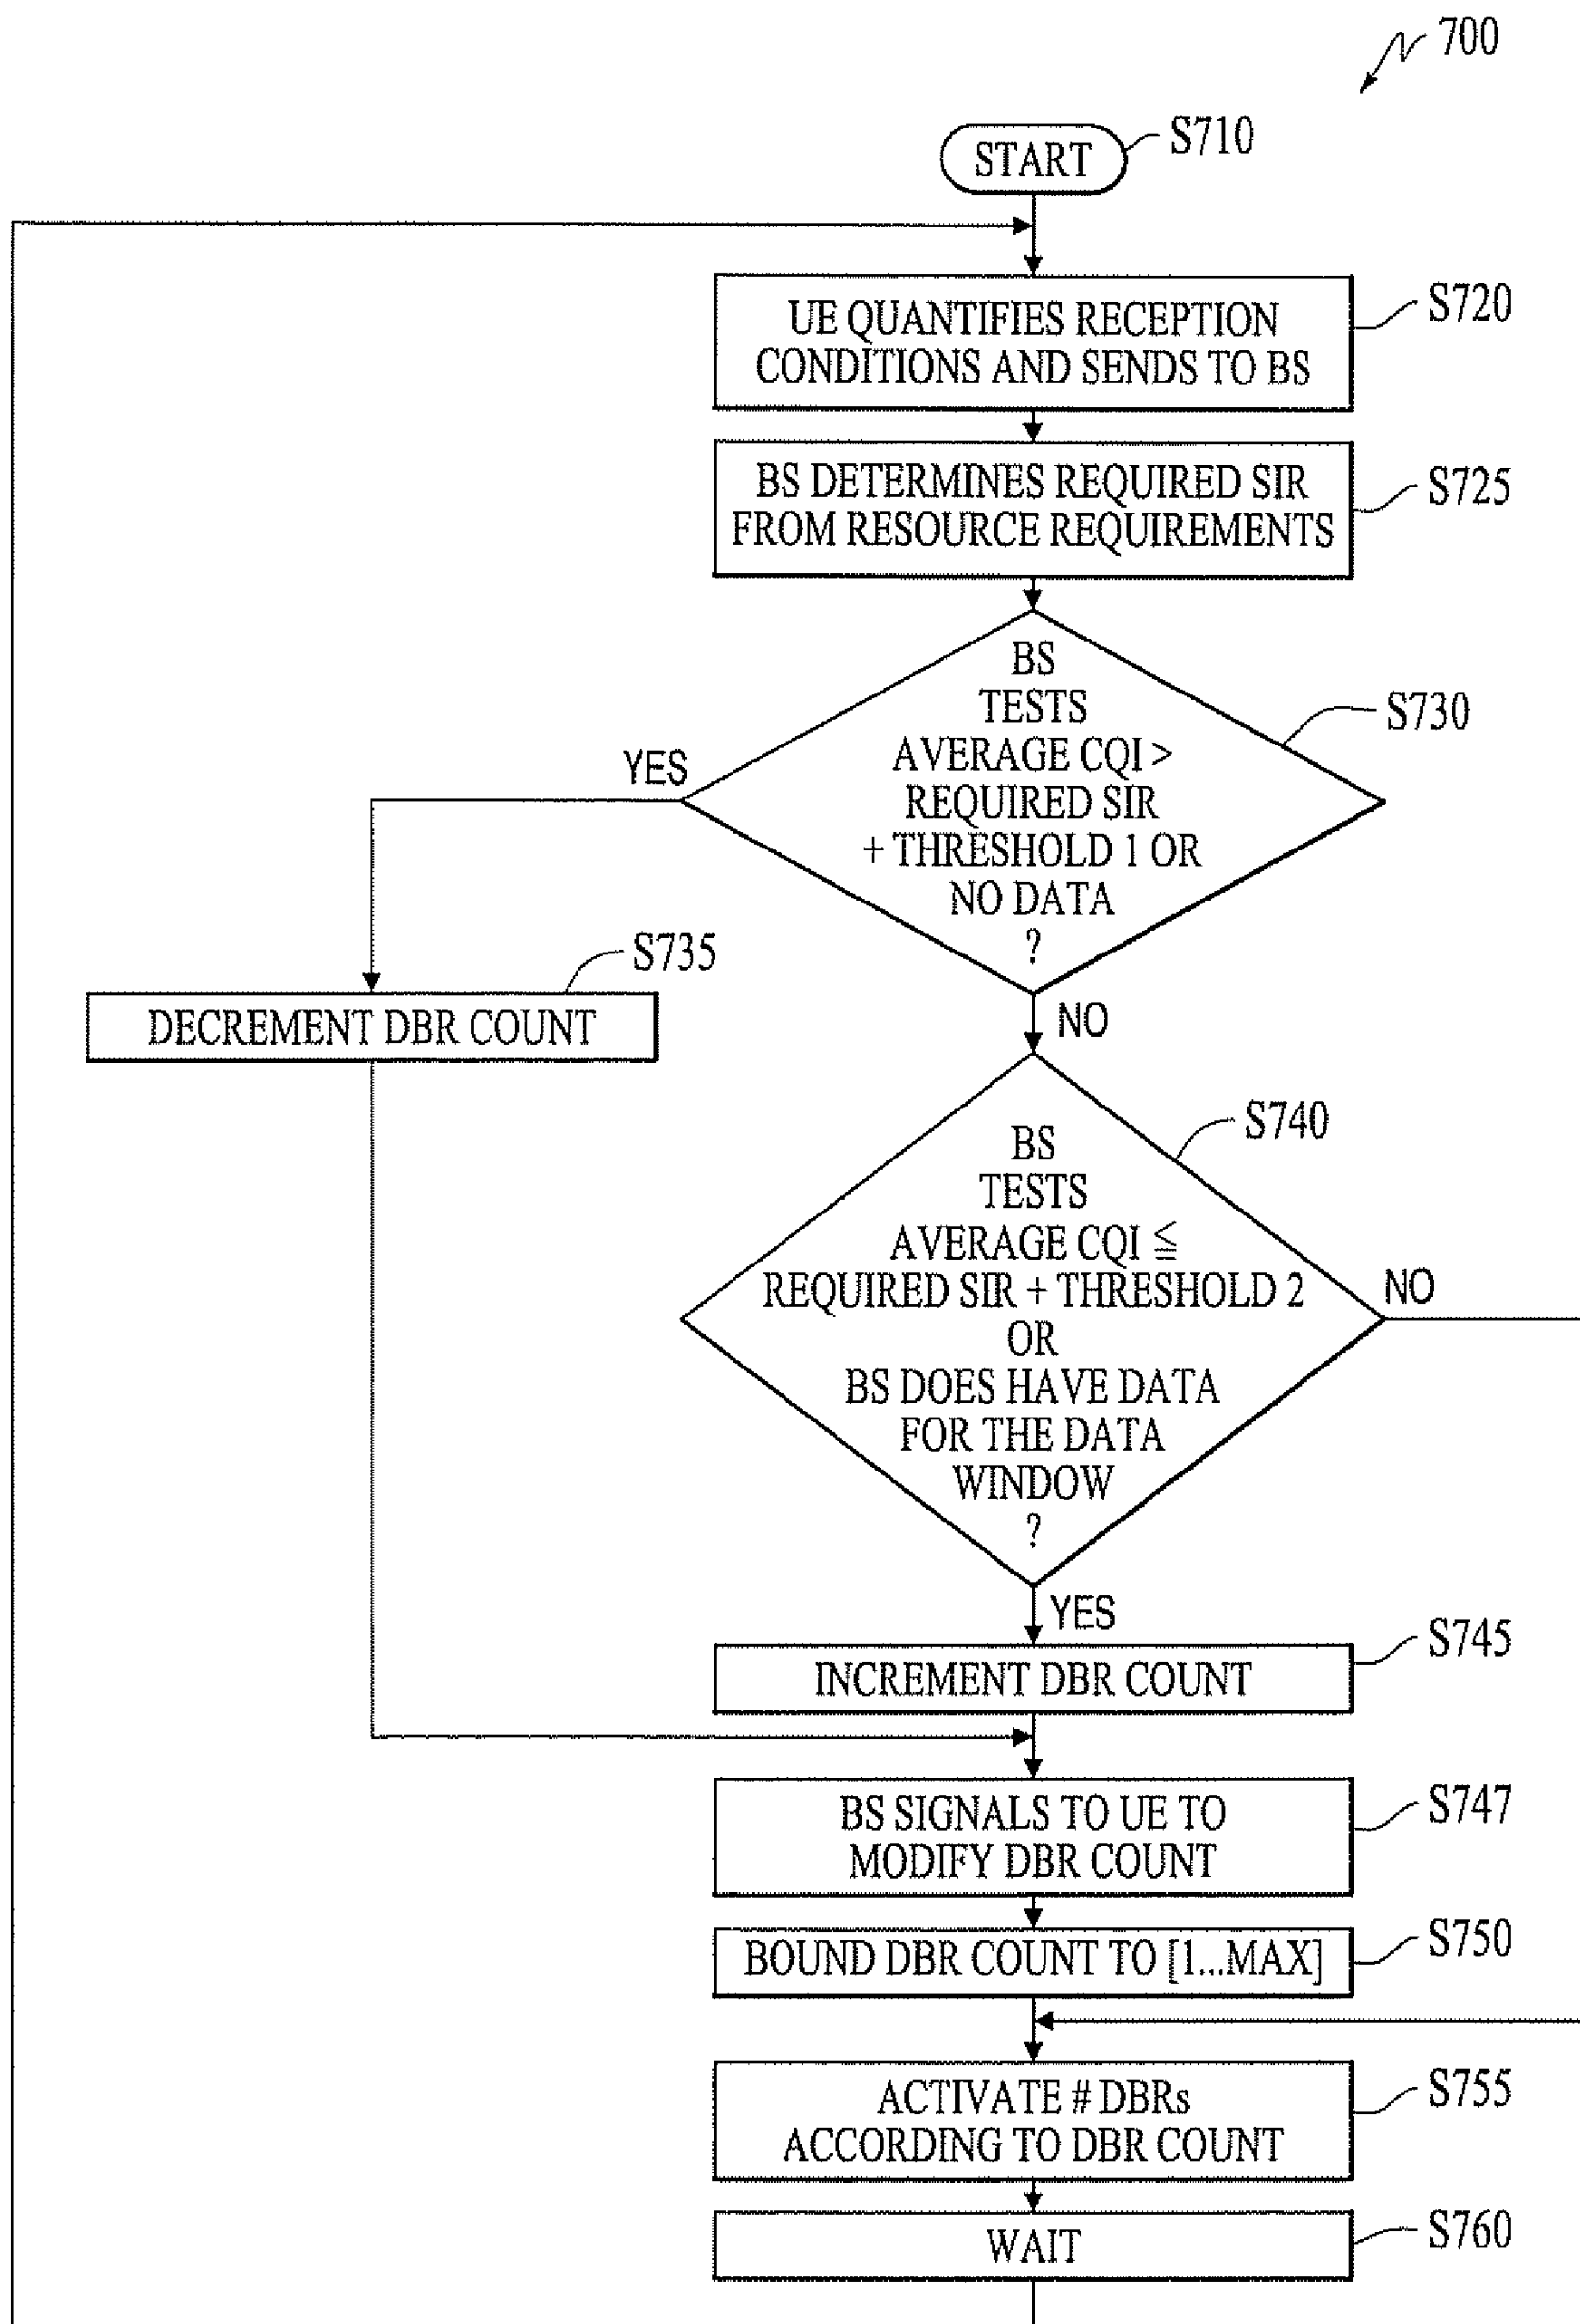 700
START
S710
UE QUANTIFIES RECEPTION
CONDITIONS AND SENDS TO BS
S720
BS DETERMINES REQUIRED SIR
FROM RESOURCE REQUIREMENTS
S725
BS
TESTS
AVERAGE CQI >
REQUIRED SIR
+ THRESHOLD 1 OR
NO DATA
?
S730
YES
NO
DECREMENT DBR COUNT
S735
BS
TESTS
AVERAGE CQI ≦
REQUIRED SIR + THRESHOLD 2
OR
BS DOES HAVE DATA
FOR THE DATA
WINDOW
?
S740
NO
YES
INCREMENT DBR COUNT
S745
BS SIGNALS TO UE TO
MODIFY DBR COUNT
S747
BOUND DBR COUNT TO [1...MAX]
S750
ACTIVATE # DBRs
ACCORDING TO DBR COUNT
S755
WAIT
S760